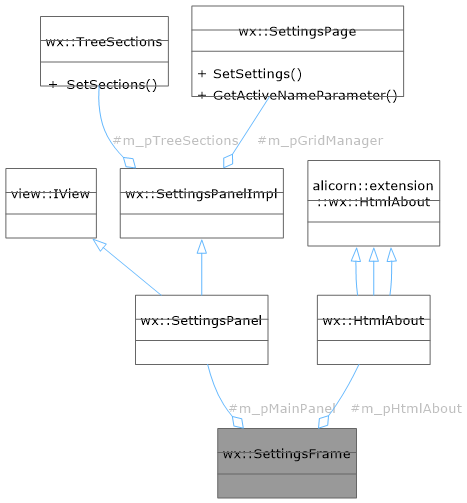 wx::TreeSections
+ SetSections()
wx::SettingsPage
+ SetSettings()
+ GetActiveNameParameter()
#m_pTreeSections
#m_pGridManager
view::IView
wx::SettingsPanelImpl
alicorn::extension
::wx::HtmlAbout
wx::SettingsPanel
wx::HtmlAbout
#m_pMainPanel
#m_pHtmlAbout
wx::SettingsFrame